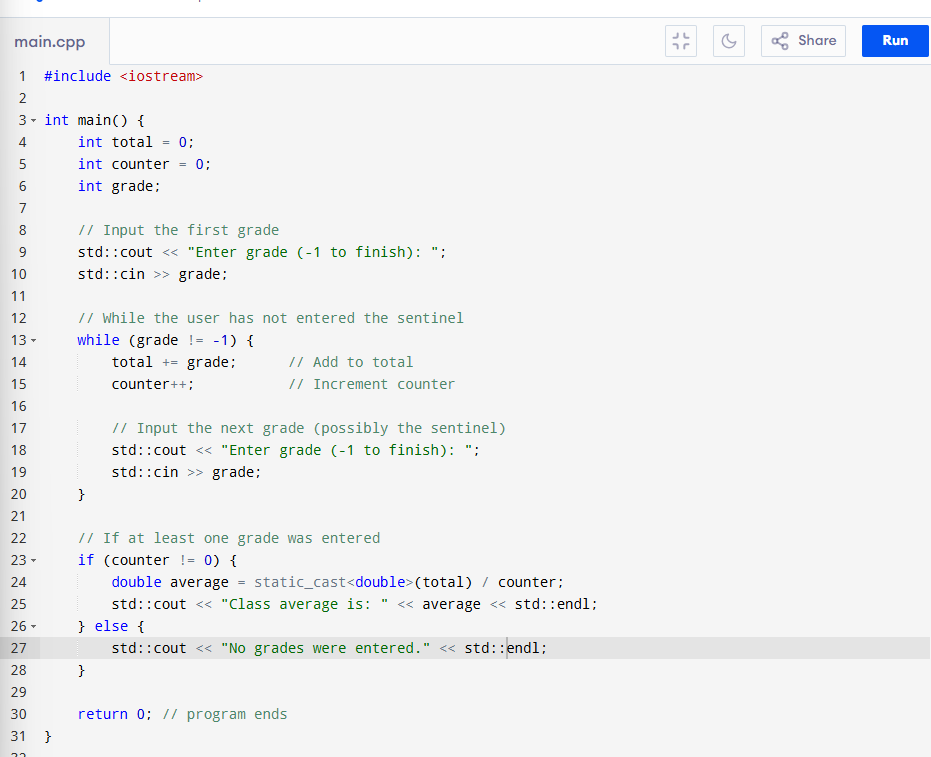 main.cpp
Share
Run
1 #include <iostream>
2
3 int main() {
4     int total = 0;
5     int counter = 0;
6     int grade;
7
8     // Input the first grade
9     std::cout << "Enter grade (-1 to finish): ";
10     std::cin >> grade;
11
12     // While the user has not entered the sentinel
13     while (grade != -1) {
14         total += grade;      // Add to total
15         counter++;           // Increment counter
16
17         // Input the next grade (possibly the sentinel)
18         std::cout << "Enter grade (-1 to finish): ";
19         std::cin >> grade;
20     }
21
22     // If at least one grade was entered
23     if (counter != 0) {
24         double average = static_cast<double>(total) / counter;
25         std::cout << "Class average is: " << average << std::endl;
26     } else {
27         std::cout << "No grades were entered." << std::endl;
28     }
29
30     return 0; // program ends
31 }